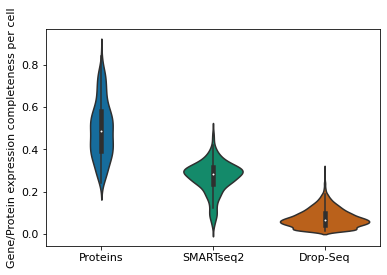 Gene/Protein expression completeness per cell
0.8
0.6
0.4
0.2
0.0
Proteins
SMARTseq2
Drop-Seq